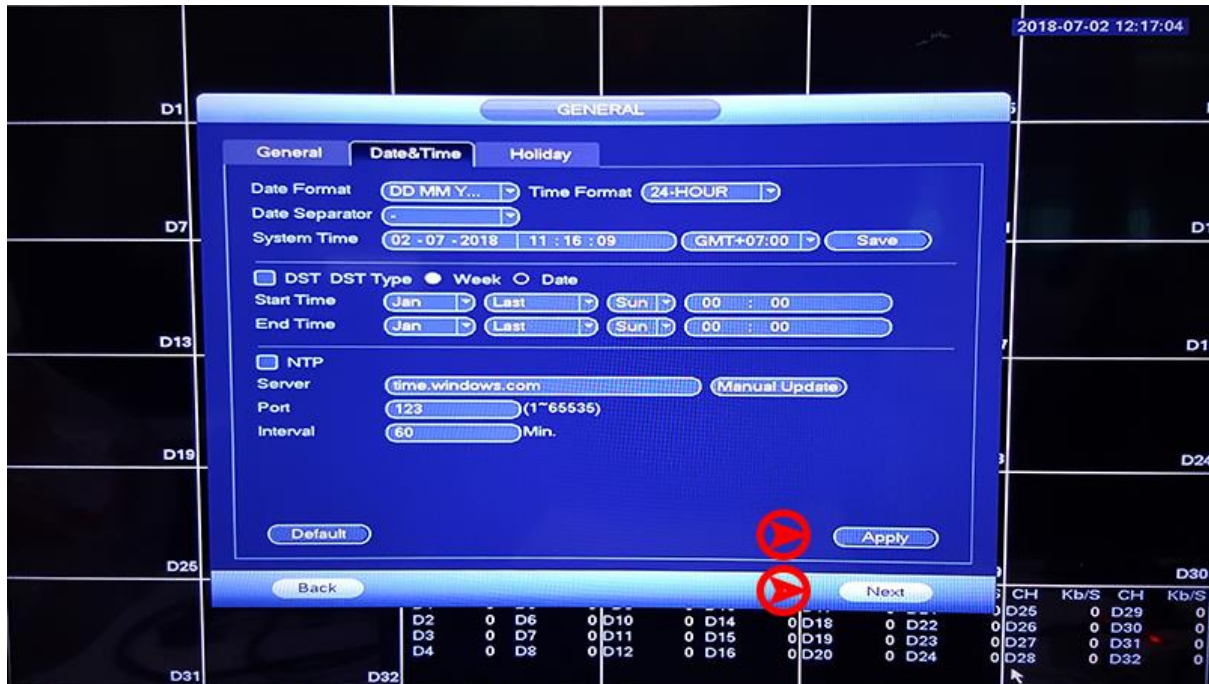 2018-07-02 12:17:04
D1
GENERAL
General Date&Time Holiday
Date Format DD MM Y... Time Format 24-HOUR
Date Separator -
D7
System Time 02 - 07 - 2018 11 : 16 : 09 GMT+07:00 Save
DST DST Type Week Date
Start Time Jan Last Sun 00 : 00
End Time Jan Last Sun 00 : 00
D13
NTP
Server time.windows.com Manual Update
Port 123 (1~65535)
Interval 60 Min.
D19 D24
Default Apply
D25 D30
Back Next
CH Kb/S CH Kb/S
D2 0 D6 0 D10 0 D14 0 D18 0 D22 0 D25 0 D29 0
D3 0 D7 0 D11 0 D15 0 D19 0 D23 0 D26 0 D30 0
D4 0 D8 0 D12 0 D16 0 D20 0 D24 0 D27 0 D31 0
D28 0 D32 0
D31 D32